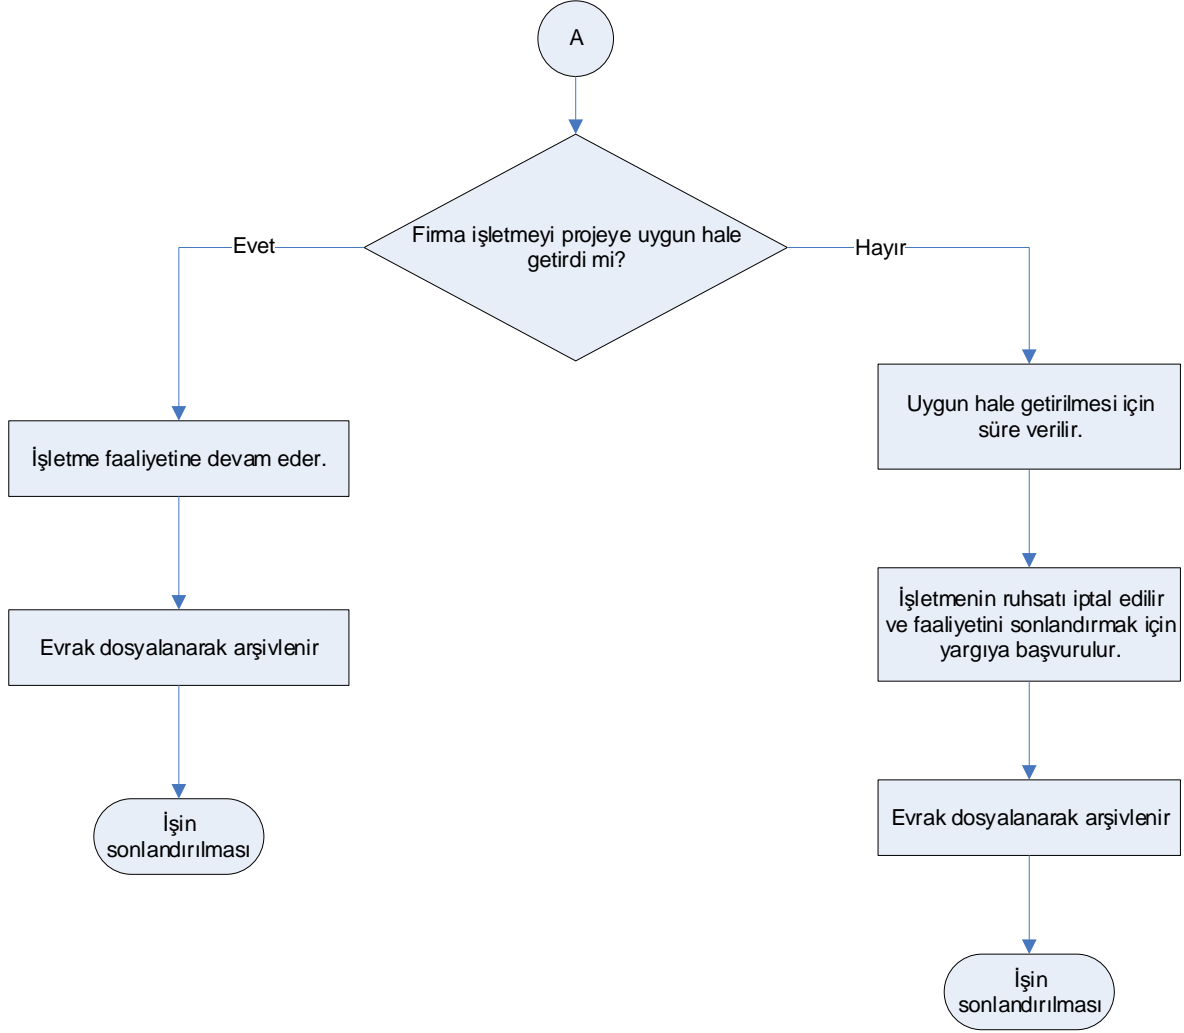 A
Firma işletmeyi projeye uygun hale
getirdi mi?
Evet
Hayır
İşletme faaliyetine devam eder.
Evrak dosyalanarak arşivlenir
İşin
sonlandırılması
Uygun hale getirilmesi için
süre verilir.
İşletmenin ruhsatı iptal edilir
ve faaliyetini sonlandırmak için
yargıya başvurulur.
Evrak dosyalanarak arşivlenir
İşin
sonlandırılması